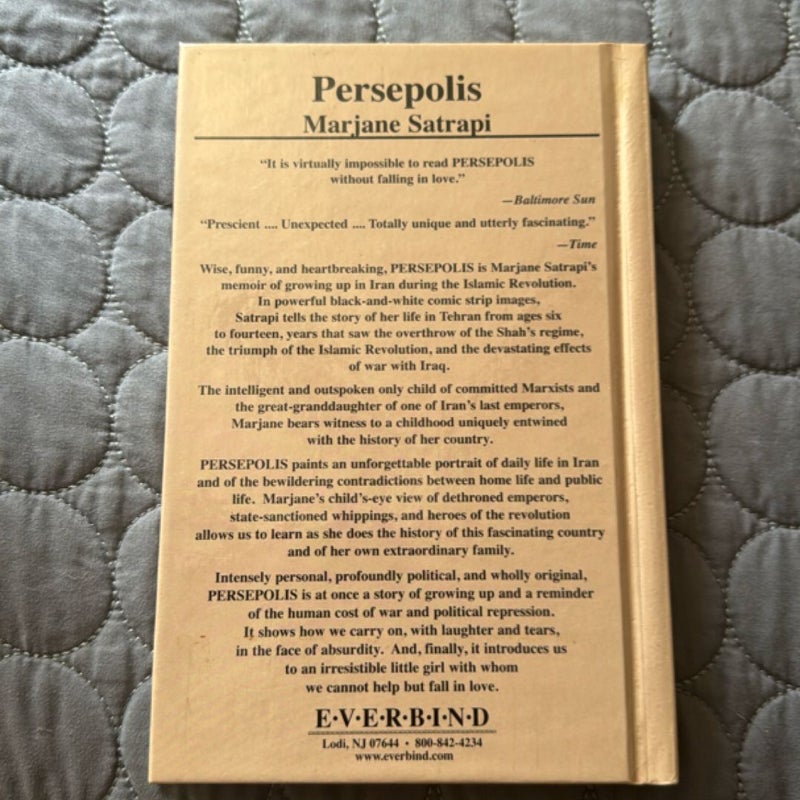 Persepolis
Marjane Satrapi
“It is virtually impossible to read PERSEPOLIS
without falling in love.”
—Baltimore Sun
“Prescient .... Unexpected .... Totally unique and utterly fascinating.”
—Time
Wise, funny, and heartbreaking, PERSEPOLIS is Marjane Satrapi’s
memoir of growing up in Iran during the Islamic Revolution.
In powerful black-and-white comic strip images,
Satrapi tells the story of her life in Tehran from ages six
to fourteen, years that saw the overthrow of the Shah’s regime,
the triumph of the Islamic Revolution, and the devastating effects
of war with Iraq.
The intelligent and outspoken only child of committed Marxists and
the great-granddaughter of one of Iran’s last emperors,
Marjane bears witness to a childhood uniquely entwined
with the history of her country.
PERSEPOLIS paints an unforgettable portrait of daily life in Iran
and of the bewildering contradictions between home life and public
life. Marjane’s child’s-eye view of dethroned emperors,
state-sanctioned whippings, and heroes of the revolution
allows us to learn as she does the history of this fascinating country
and of her own extraordinary family.
Intensely personal, profoundly political, and wholly original,
PERSEPOLIS is at once a story of growing up and a reminder
of the human cost of war and political repression.
It shows how we carry on, with laughter and tears,
in the face of absurdity. And, finally, it introduces us
to an irresistible little girl with whom
we cannot help but fall in love.
E·V·E·R·B·I·N·D
Lodi, NJ 07644 • 800-842-4234
www.everbind.com